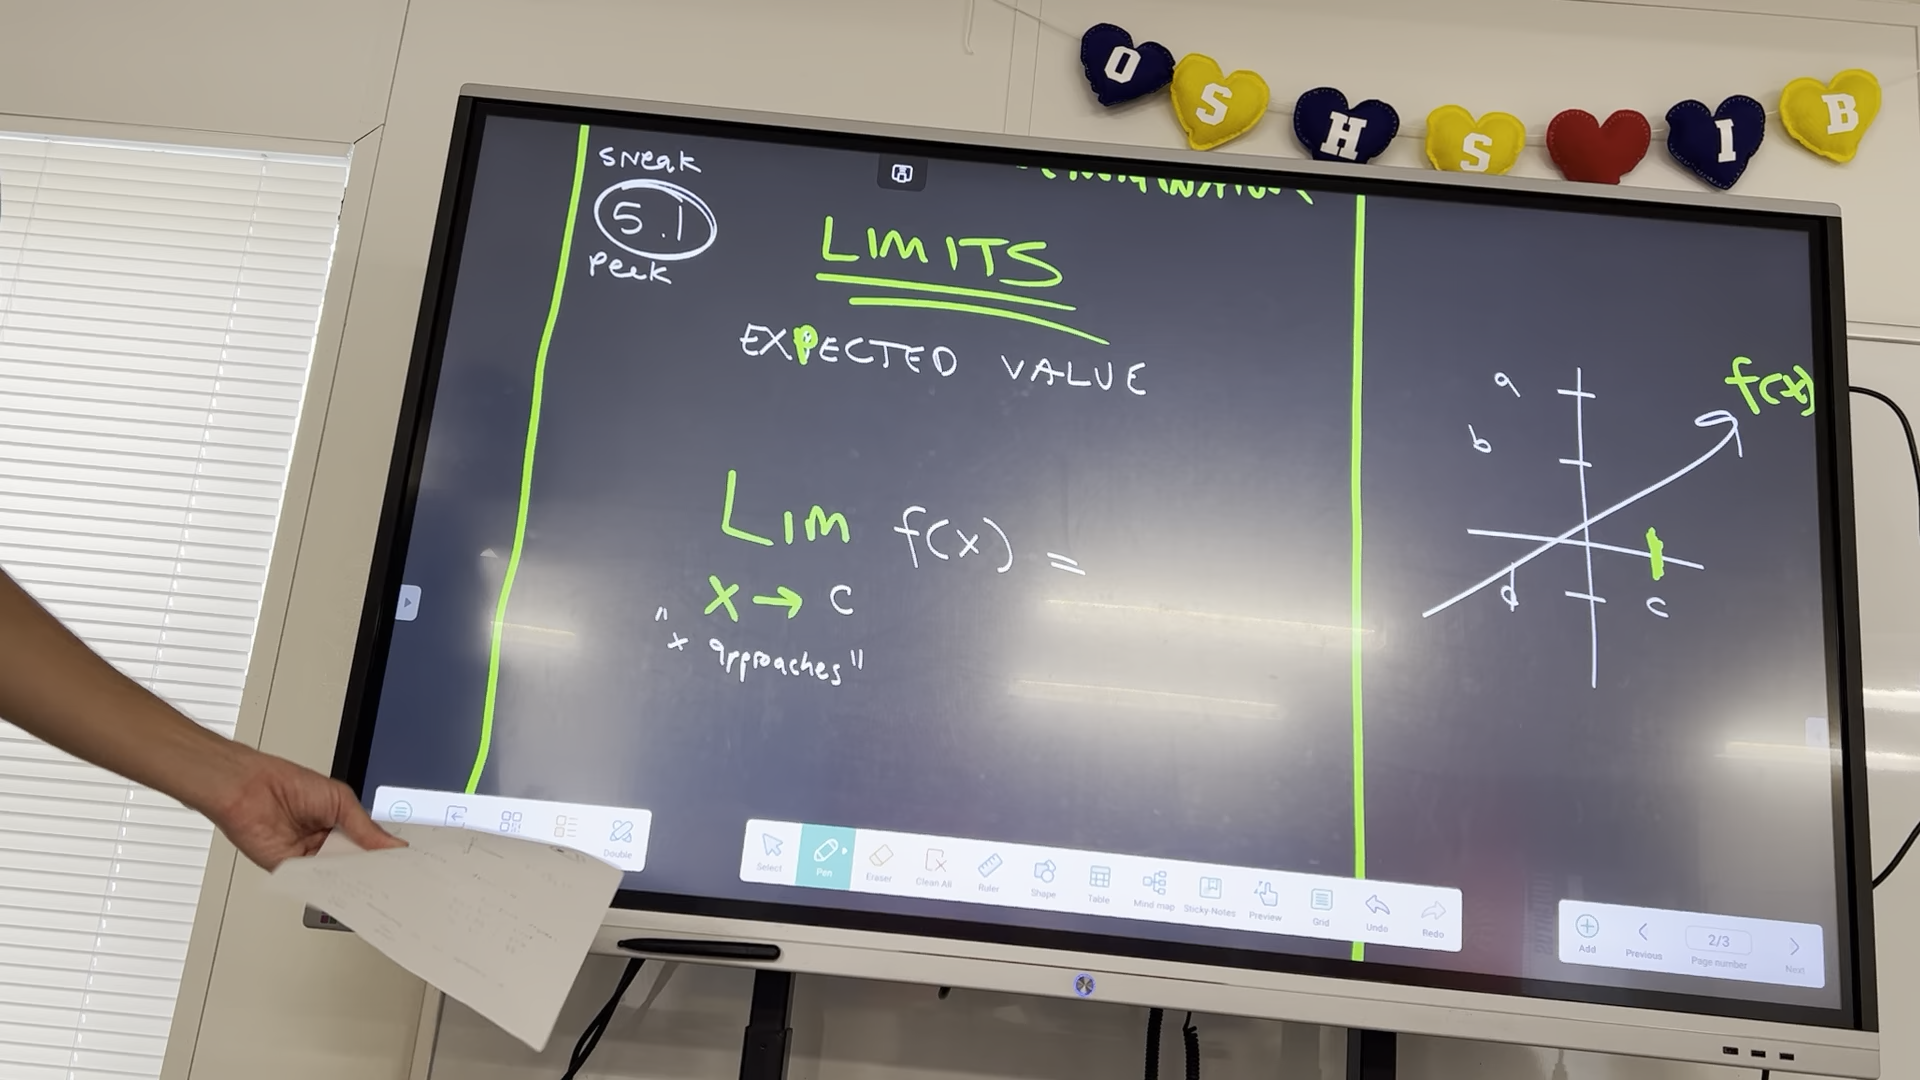 O S H S I B
SNeak
5.1
Peek
LIMITS
EXPECTED VALUE
LIM f(x) =
X → C
"x approaches"
f(x)
a
b
d
c
Double
Select
Pen
Eraser
Clean All
Ruler
Shape
Table
Mind map
Sticky Notes
Preview
Grid
Undo
Redo
Add
Previous
2/3
Page number
Next